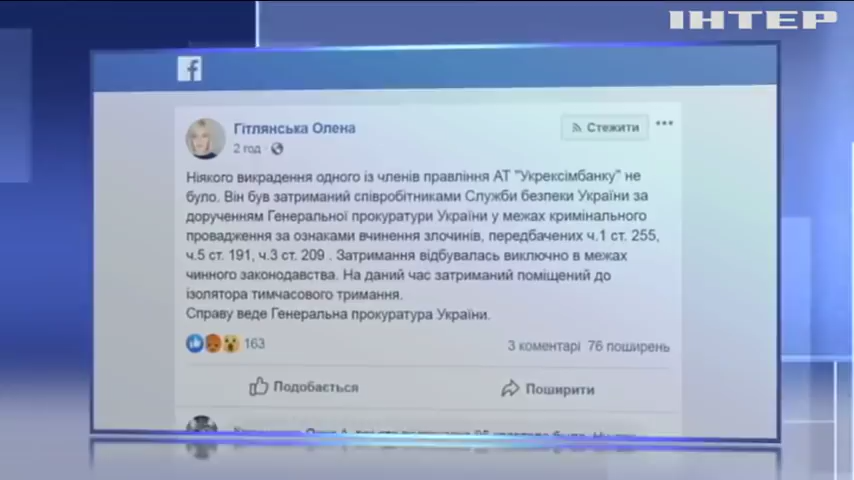 ІНТЕР
f
Гітлянська Олена
2 год ·
Стежити
Ніякого викрадення одного із членів правління АТ "Укрексімбанку" не
було. Він був затриманий співробітниками Служби безпеки України за
дорученням Генеральної прокуратури України у межах кримінального
провадження за ознаками вчинення злочинів, передбачених ч.1 ст. 255,
ч.5 ст. 191, ч.3 ст. 209 . Затримання відбувалась виключно в межах
чинного законодавства. На даний час затриманий поміщений до
ізолятора тимчасового тримання.
Справу веде Генеральна прокуратура України.
163
3 коментарі 76 поширень
Подобається
Поширити